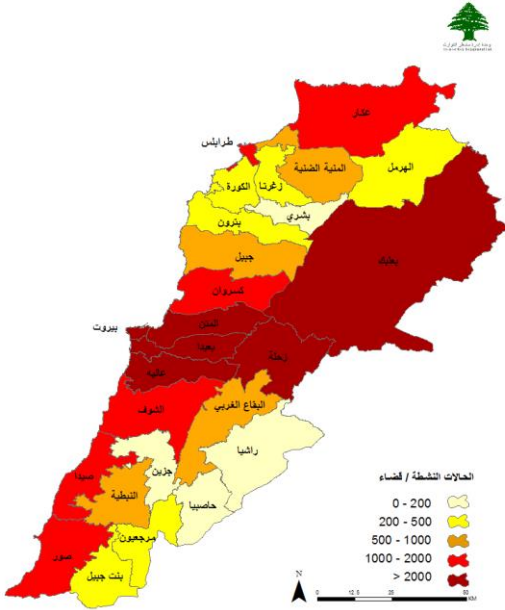 عكار
طرابلس
المنية الضنية
الهرمل
زغرتا
الكورة
بشري
بترون
بعلبك
جبيل
كسروان
المتن
بيروت
بعبدا
زحلة
عاليه
الشوف
البقاع الغربي
راشيا
جزين
صيدا
النبطية
حاصبيا
مرجعيون
صور
بنت جبيل
الحالات النشطة / قضاء
0 - 200
200 - 500
500 - 1000
1000 - 2000
> 2000
N
0 12.5 25 50
KM